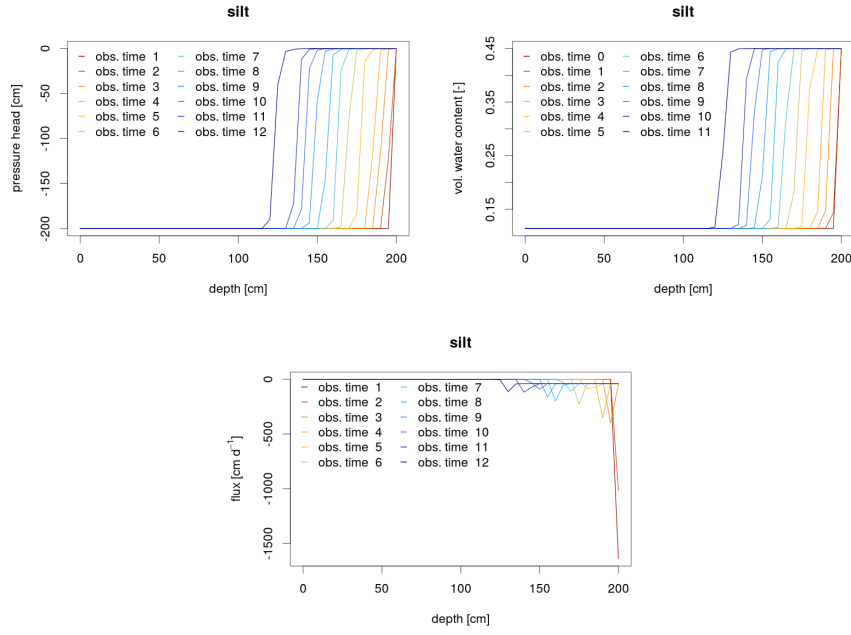 silt
pressure head [cm]
0
-50
-100
-150
-200
obs. time 1
obs. time 2
obs. time 3
obs. time 4
obs. time 5
obs. time 6
obs. time 7
obs. time 8
obs. time 9
obs. time 10
obs. time 11
obs. time 12
0 50 100 150 200
depth [cm]
silt
vol. water content [-]
0.45
0.35
0.25
0.15
obs. time 0
obs. time 1
obs. time 2
obs. time 3
obs. time 4
obs. time 5
obs. time 6
obs. time 7
obs. time 8
obs. time 9
obs. time 10
obs. time 11
0 50 100 150 200
depth [cm]
silt
flux [cm d⁻¹]
0
-500
-1000
-1500
obs. time 1
obs. time 2
obs. time 3
obs. time 4
obs. time 5
obs. time 6
obs. time 7
obs. time 8
obs. time 9
obs. time 10
obs. time 11
obs. time 12
0 50 100 150 200
depth [cm]